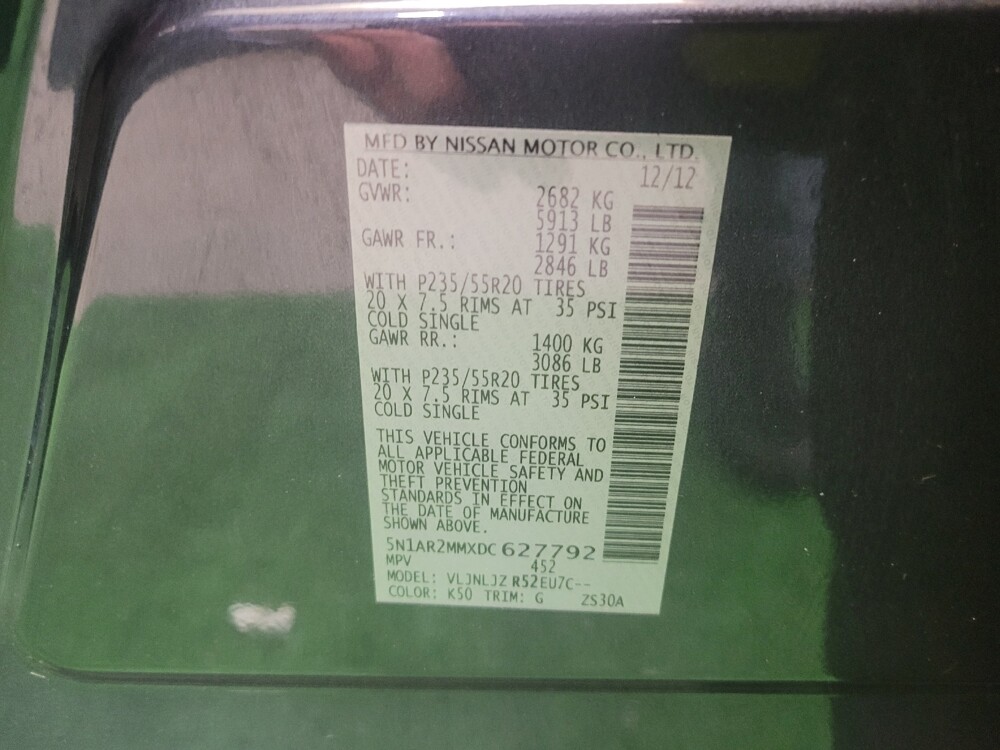 MFD BY NISSAN MOTOR CO., LTD.
DATE: 12/12
GVWR: 2682 KG
5913 LB
GAWR FR.: 1291 KG
2846 LB
WITH P235/55R20 TIRES
20 X 7.5 RIMS AT 35 PSI
COLD SINGLE
GAWR RR.: 1400 KG
3086 LB
WITH P235/55R20 TIRES
20 X 7.5 RIMS AT 35 PSI
COLD SINGLE
THIS VEHICLE CONFORMS TO
ALL APPLICABLE FEDERAL
MOTOR VEHICLE SAFETY AND
THEFT PREVENTION
STANDARDS IN EFFECT ON
THE DATE OF MANUFACTURE
SHOWN ABOVE.
5N1AR2MMXDC 627792
MPV 452
MODEL: VLJNLJZ R52EU7C--
COLOR: K50 TRIM: G ZS30A